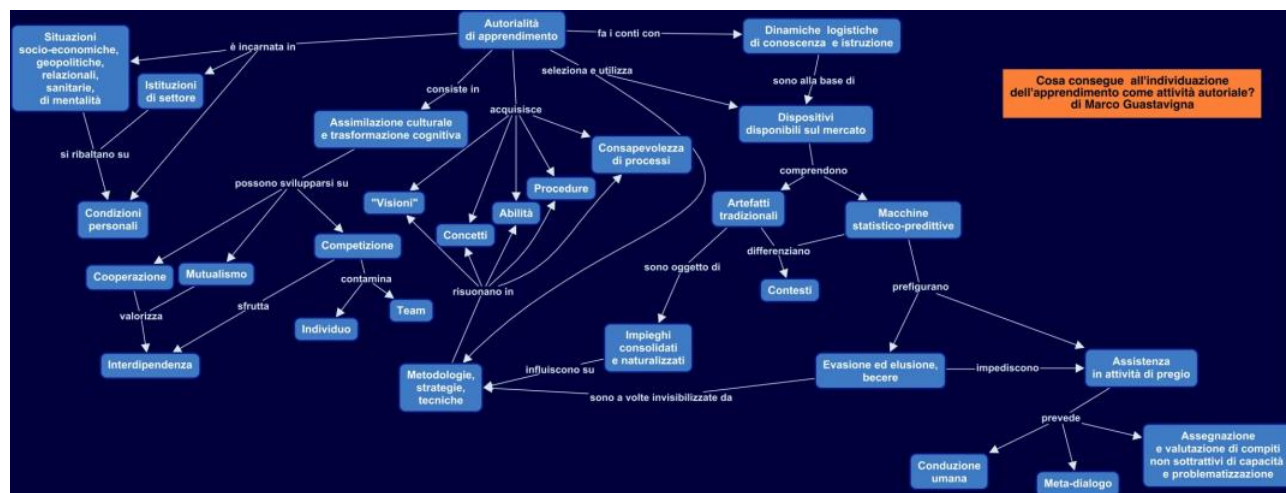 Autorialità
di apprendimento
fa i conti con
Dinamiche logistiche
di conoscenza e istruzione
Situazioni
socio-economiche,
geopolitiche,
relazionali,
sanitarie,
di mentalità
è incarnata in
Istituzioni
di settore
seleziona e utilizza
sono alla base di
Cosa consegue all'individuazione
dell'apprendimento come attività autoriale?
di Marco Guastavigna
consiste in
acquisisce
Assimilazione culturale
e trasformazione cognitiva
Dispositivi
disponibili sul mercato
Consapevolezza
di processi
si ribaltano su
possono svilupparsi su
comprendono
"Visioni"
Procedure
Abilità
Concetti
Artefatti
tradizionali
Macchine
statistico-predittive
Condizioni
personali
Competizione
differenziano
Cooperazione
Mutualismo
sono oggetto di
contamina
risuonano in
Contesti
prefigurano
valorizza
sfrutta
Individuo
Team
Impieghi
consolidati
e naturalizzati
Interdipendenza
Metodologie,
strategie,
tecniche
influiscono su
Evasione ed elusione,
becere
impediscono
Assistenza
in attività di pregio
sono a volte invisibilizzate da
prevede
Conduzione
umana
Meta-dialogo
Assegnazione
e valutazione di compiti
non sottrattivi di capacità
e problematizzazione